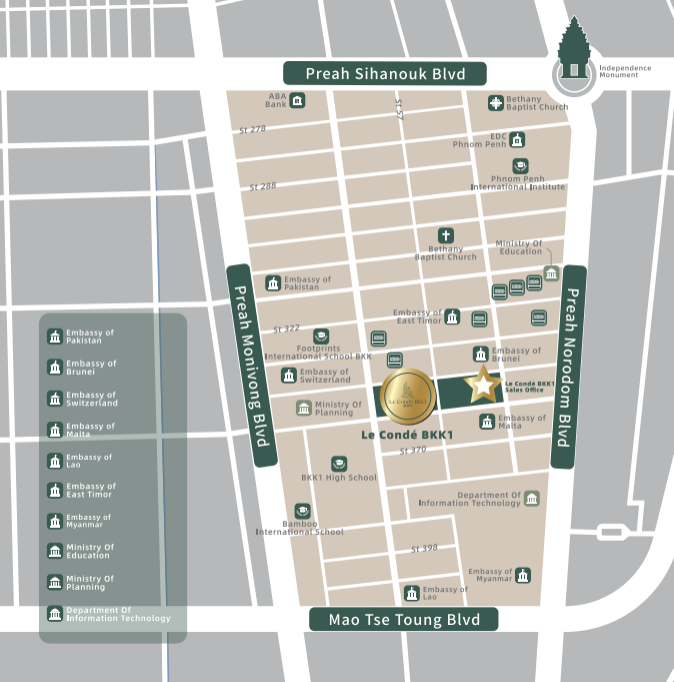 Independence
Monument
Preah Sihanouk Blvd
ABA
Bank
St 57
Bethany
Baptist Church
St 278
EDC
Phnom Penh
Phnom Penh
International Institute
St 288
Bethany
Baptist Church
Ministry Of
Education
Embassy of
Pakistan
Preah Monivong Blvd
Preah Norodom Blvd
Embassy of
East Timor
St 322
Footprints
International School BKK
Embassy of
Brunei
Embassy of
Switzerland
Le Condé BKK1
Sales Office
Le Condé BKK1
Ministry Of
Planning
Embassy of
Malta
Le Condé BKK1
St 370
BKK1 High School
Department Of
Information Technology
Bamboo
International School
St 398
Embassy of
Myanmar
Embassy of
Lao
Mao Tse Toung Blvd
Embassy of
Pakistan
Embassy of
Brunei
Embassy of
Switzerland
Embassy of
Malta
Embassy of
Lao
Embassy of
East Timor
Embassy of
Myanmar
Ministry Of
Education
Ministry Of
Planning
Department Of
Information Technology